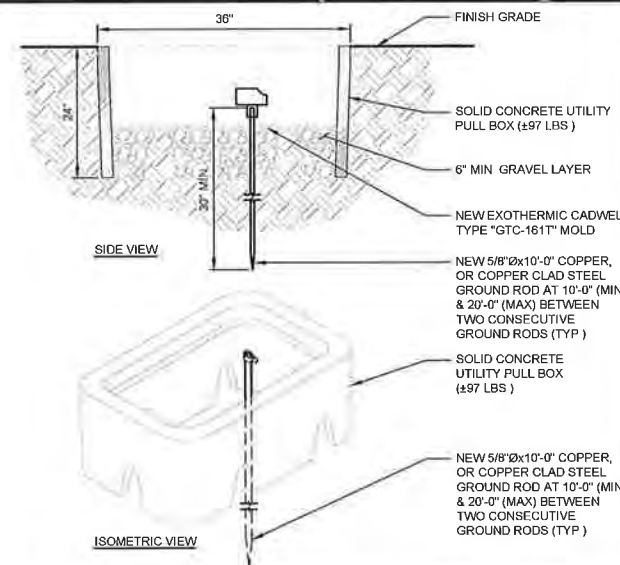 36"
FINISH GRADE
24"
SOLID CONCRETE UTILITY
PULL BOX (±97 LBS )
6" MIN GRAVEL LAYER
30" MIN.
NEW EXOTHERMIC CADWEL
TYPE "GTC-161T" MOLD
SIDE VIEW
NEW 5/8"Øx10'-0" COPPER,
OR COPPER CLAD STEEL
GROUND ROD AT 10'-0" (MIN
& 20'-0" (MAX) BETWEEN
TWO CONSECUTIVE
GROUND RODS (TYP )
SOLID CONCRETE
UTILITY PULL BOX
(±97 LBS )
NEW 5/8"Øx10'-0" COPPER,
OR COPPER CLAD STEEL
GROUND ROD AT 10'-0" (MIN
& 20'-0" (MAX) BETWEEN
TWO CONSECUTIVE
GROUND RODS (TYP )
ISOMETRIC VIEW